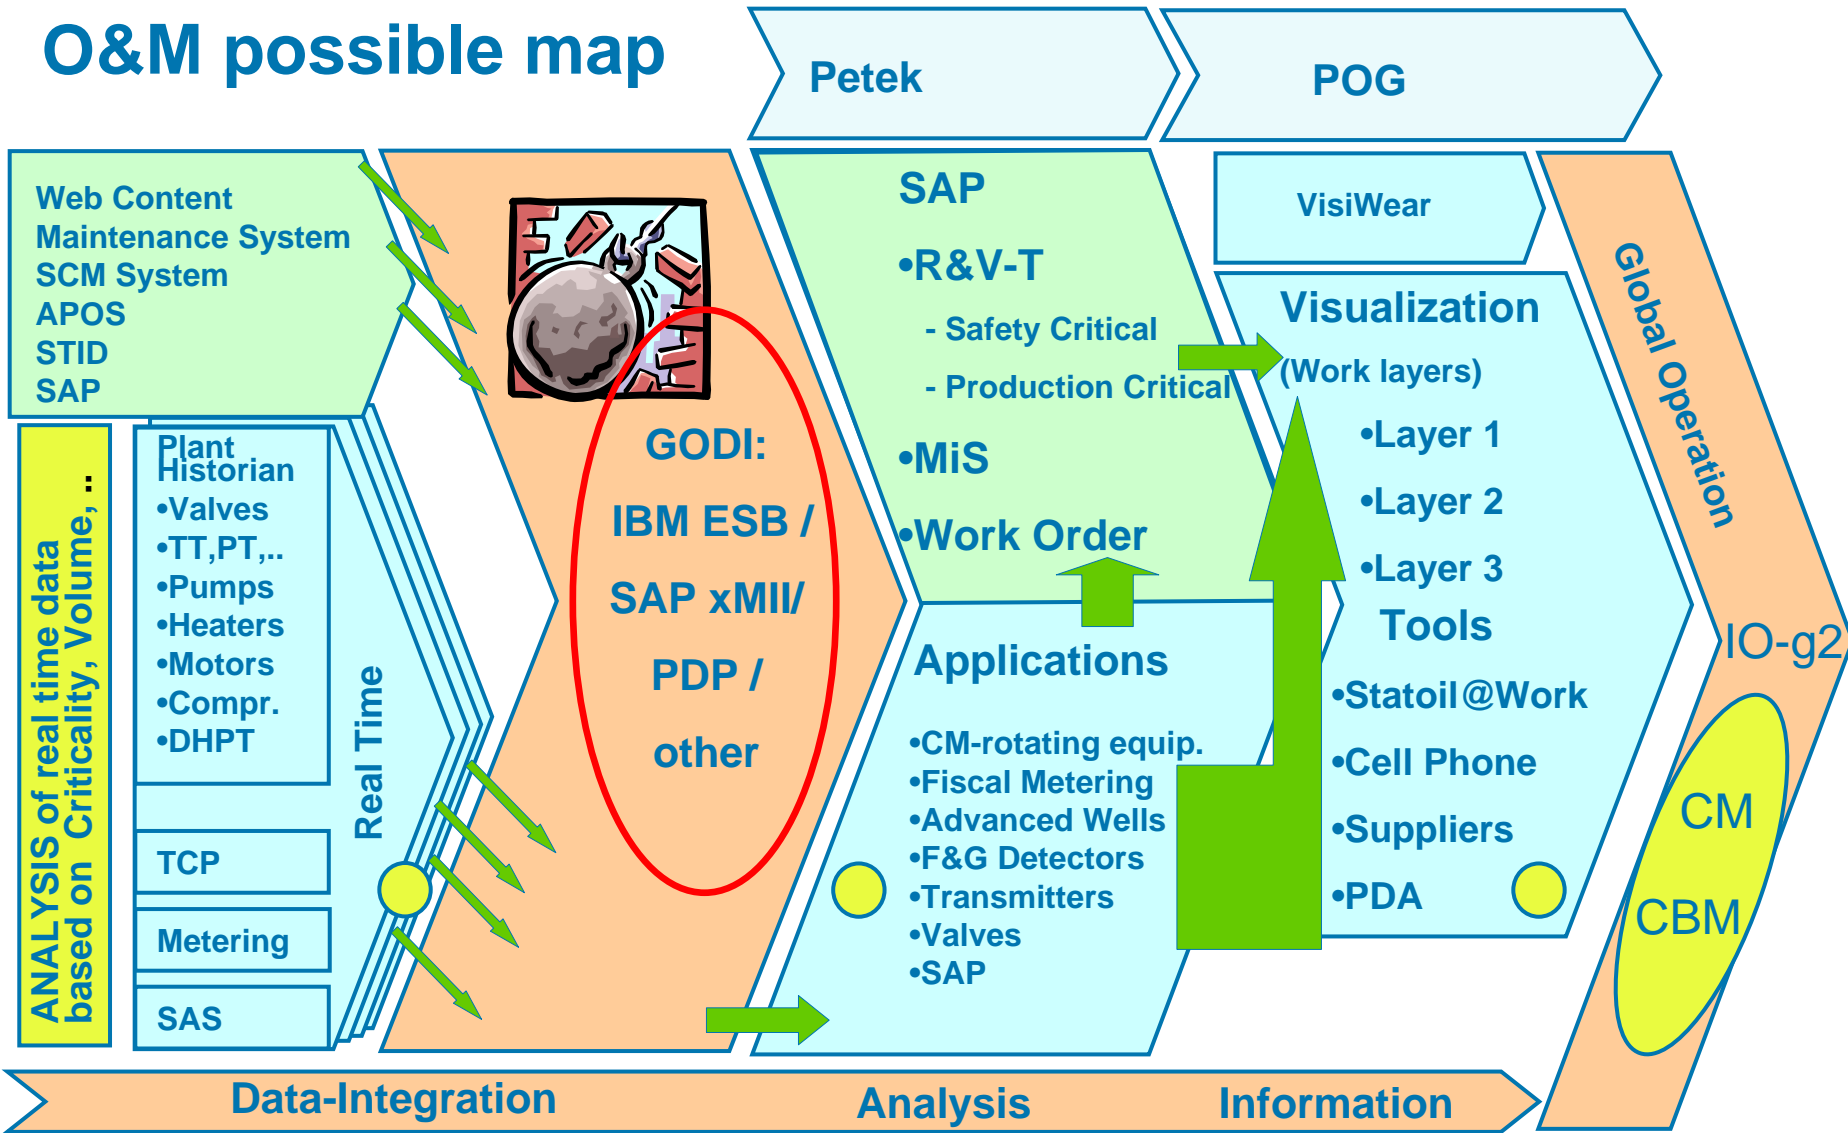 O&M possible map
Petek
POG
Web Content
Maintenance System
SCM System
APOS
STID
SAP
ANALYSIS of real time data
based on Criticality, Volume, ..
Plant
Historian
•Valves
•TT,PT,..
•Pumps
•Heaters
•Motors
•Compr.
•DHPT
TCP
Metering
SAS
Real Time
GODI:
IBM ESB /
SAP xMII/
PDP /
other
SAP
•R&V-T
- Safety Critical
- Production Critical
•MiS
•Work Order
Applications
•CM-rotating equip.
•Fiscal Metering
•Advanced Wells
•F&G Detectors
•Transmitters
•Valves
•SAP
VisiWear
Visualization
(Work layers)
•Layer 1
•Layer 2
•Layer 3
Tools
•Statoil@Work
•Cell Phone
•Suppliers
•PDA
Global Operation
IO-g2
CM
CBM
Data-Integration
Analysis
Information